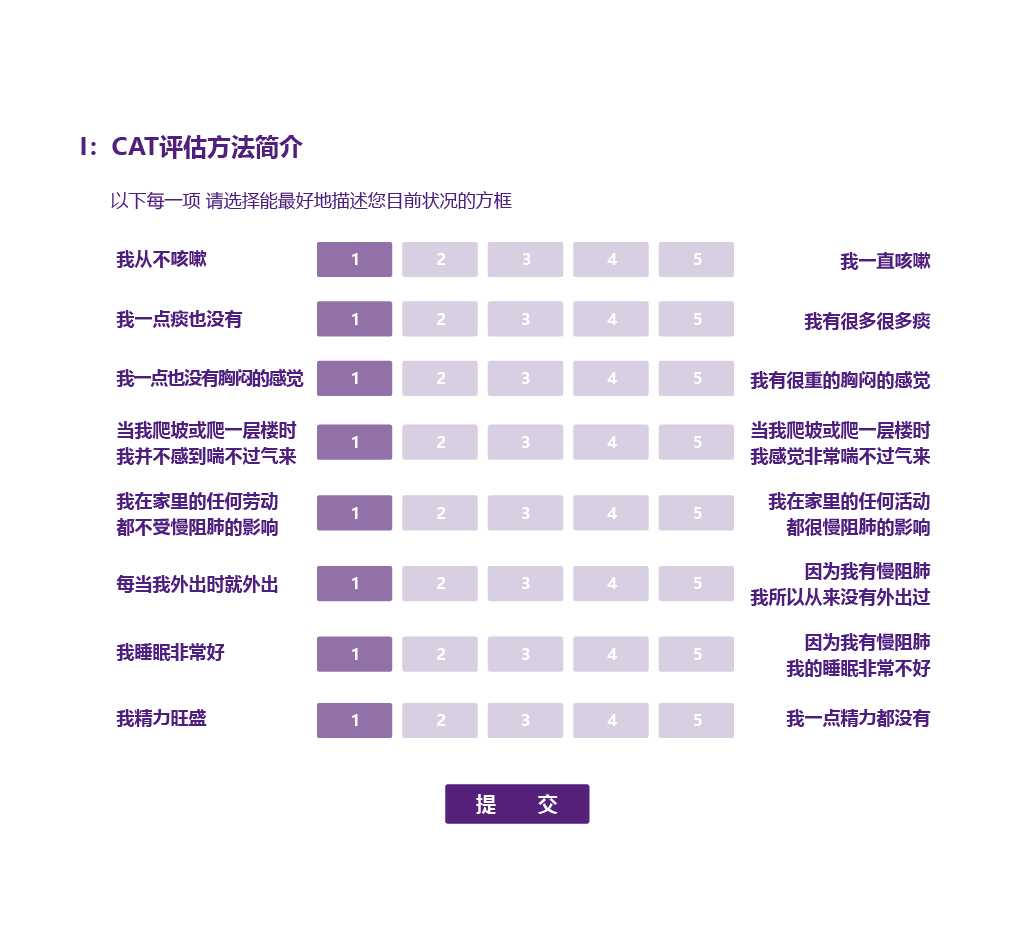 I：CAT评估方法简介
以下每一项 请选择能最好地描述您目前状况的方框
我从不咳嗽 1 2 3 4 5 我一直咳嗽
我一点痰也没有 1 2 3 4 5 我有很多很多痰
我一点也没有胸闷的感觉 1 2 3 4 5 我有很重的胸闷的感觉
当我爬坡或爬一层楼时
我并不感到喘不过气来
1 2 3 4 5
当我爬坡或爬一层楼时
我感觉非常喘不过气来
我在家里的任何劳动
都不受慢阻肺的影响
1 2 3 4 5
我在家里的任何活动
都很慢阻肺的影响
每当我外出时就外出
1 2 3 4 5
因为我有慢阻肺
我所以从来没有外出过
我睡眠非常好
1 2 3 4 5
因为我有慢阻肺
我的睡眠非常不好
我精力旺盛 1 2 3 4 5 我一点精力都没有
提 交